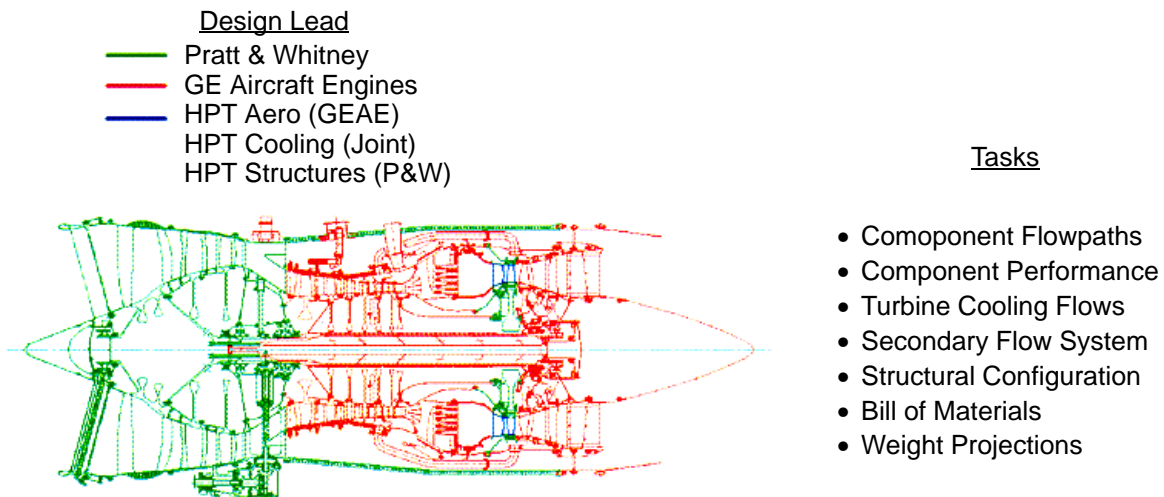 Design Lead
Pratt & Whitney
GE Aircraft Engines
HPT Aero (GEAE)
HPT Cooling (Joint)
HPT Structures (P&W)
Tasks
• Comoponent Flowpaths
• Component Performance
• Turbine Cooling Flows
• Secondary Flow System
• Structural Configuration
• Bill of Materials
• Weight Projections